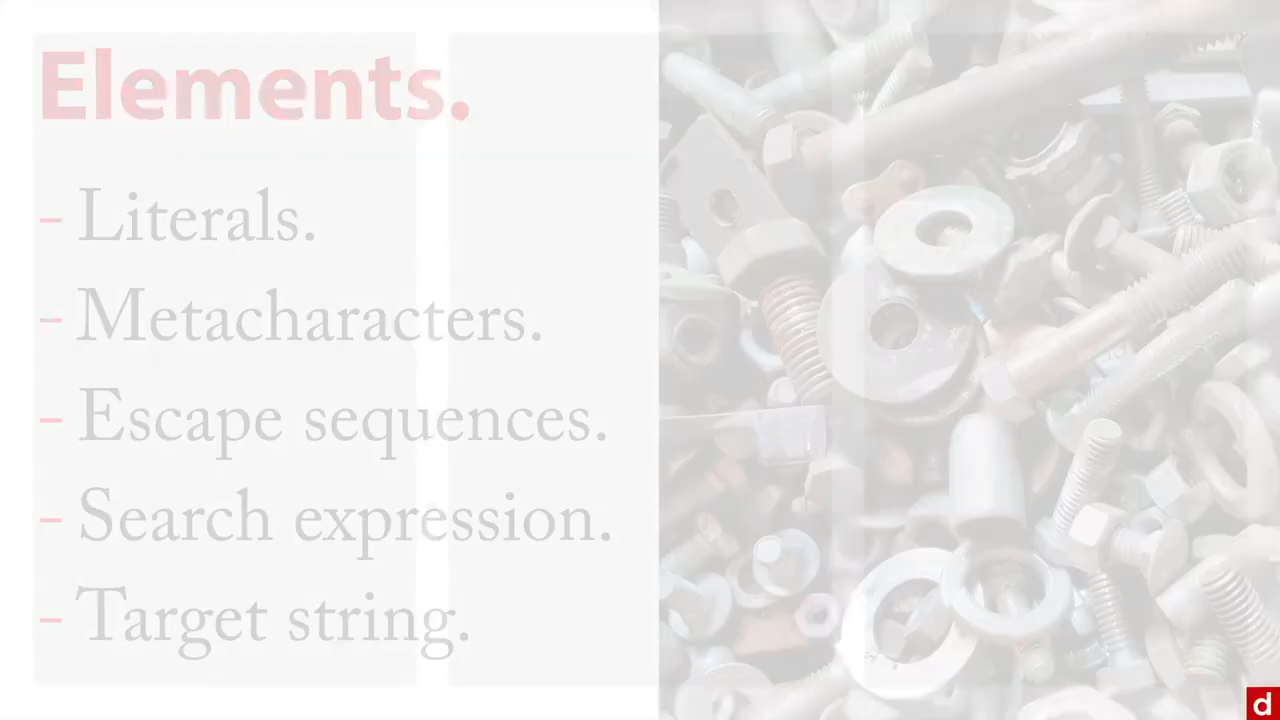 Elements.
- Literals.
- Metacharacters.
- Escape sequences.
- Search expression.
- Target string.
d